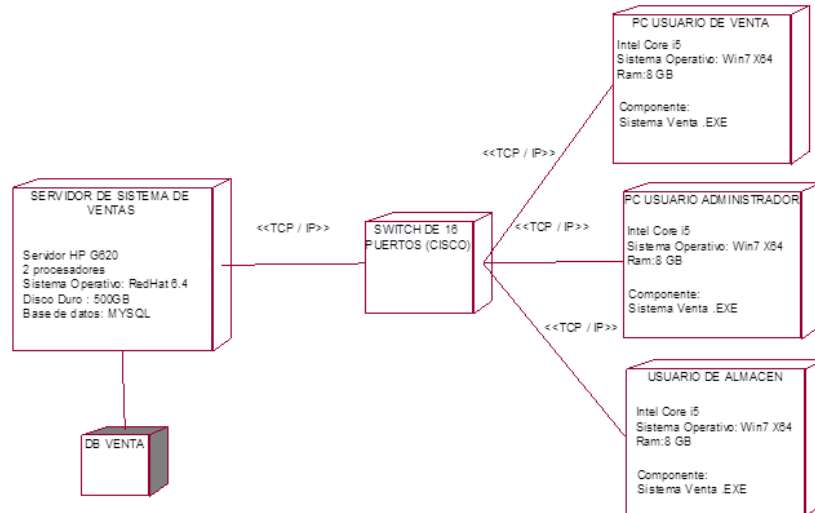 PC USUARIO DE VENTA
Intel Core i5
Sistema Operativo: Win7 X64
Ram:8 GB
Componente:
Sistema Venta .EXE
<<TCP / IP>>
SERVIDOR DE SISTEMA DE
VENTAS
Servidor HP G620
2 procesadores
Sistema Operativo: RedHat 6.4
Disco Duro : 500GB
Base de datos: MYSQL
<<TCP / IP>>
SWITCH DE 16
PUERTOS (CISCO)
<<TCP / IP>>
PC USUARIO ADMINISTRADOR
Intel Core i5
Sistema Operativo: Win7 X64
Ram:8 GB
Componente:
Sistema Venta .EXE
<<TCP / IP>>
USUARIO DE ALMACEN
Intel Core i5
Sistema Operativo: Win7 X64
Ram:8 GB
Componente:
Sistema Venta .EXE
DB VENTA